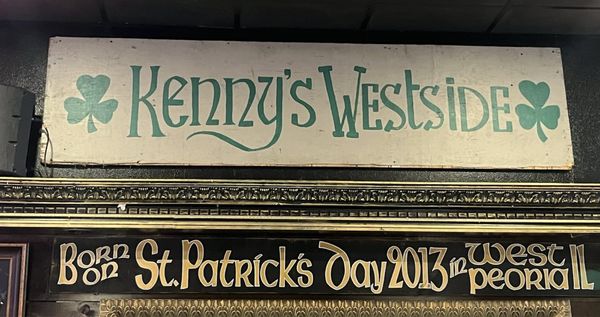 Kenny's Westside
Born on St. Patrick's Day 2013 in West Peoria IL